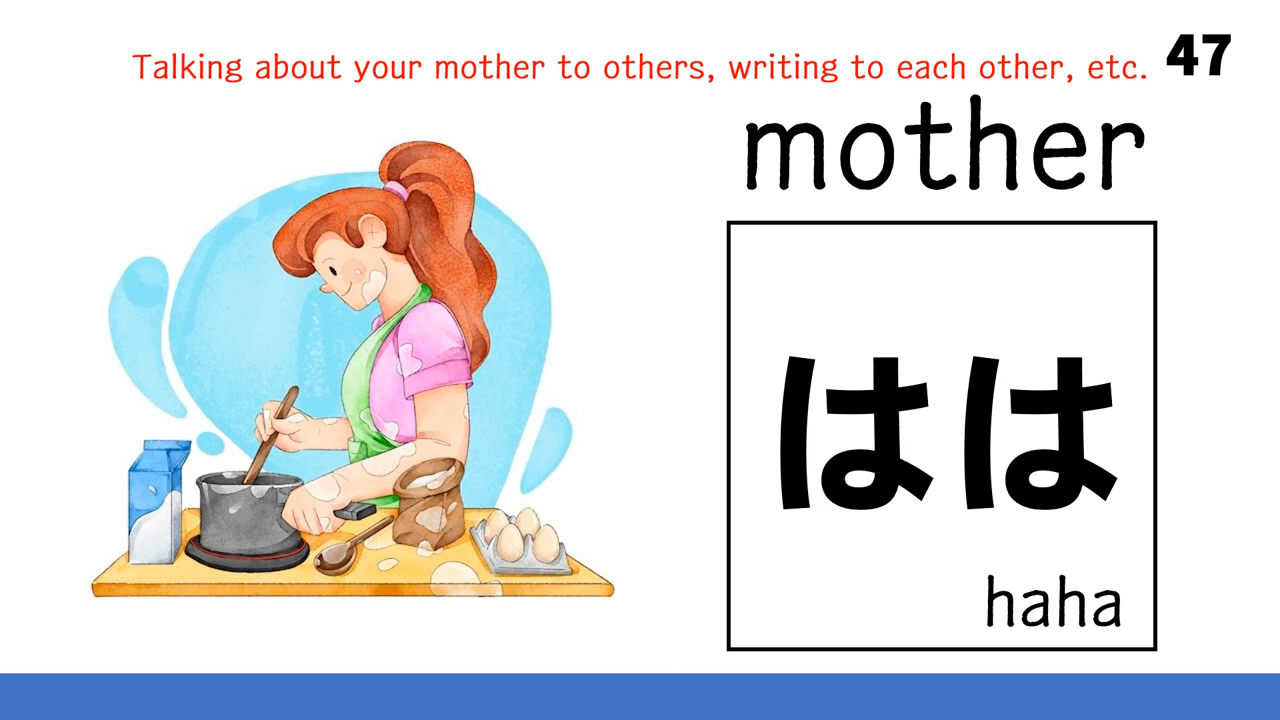 Talking about your mother to others, writing to each other, etc.
47
mother
はは
haha